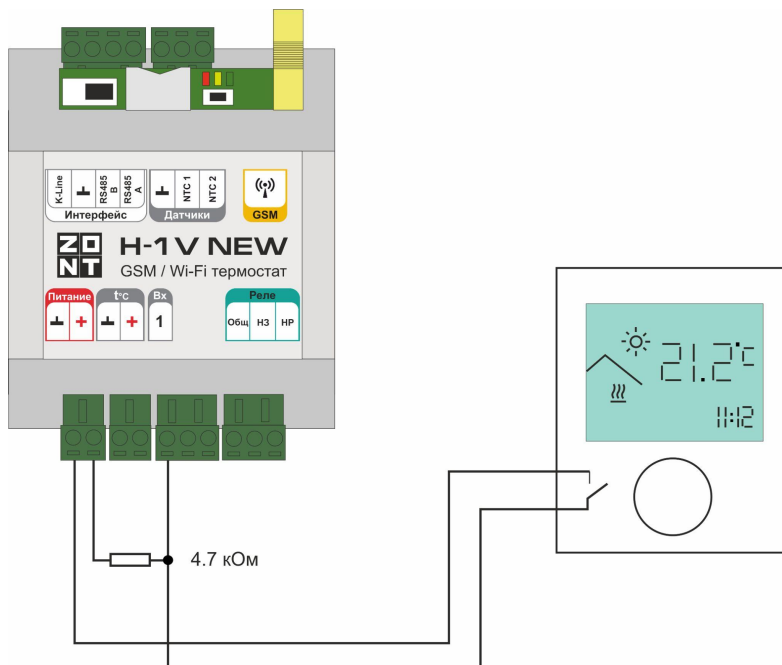 K-Line
RS485 B
RS485 A
NTC 1
NTC 2
Интерфейс
Датчики
GSM
ZONT
H-1V NEW
GSM / Wi-Fi термостат
Питание
t°C
Вх
Реле
+
+
1
Общ
НЗ
НР
21.2°c
11:12
4.7 кОм